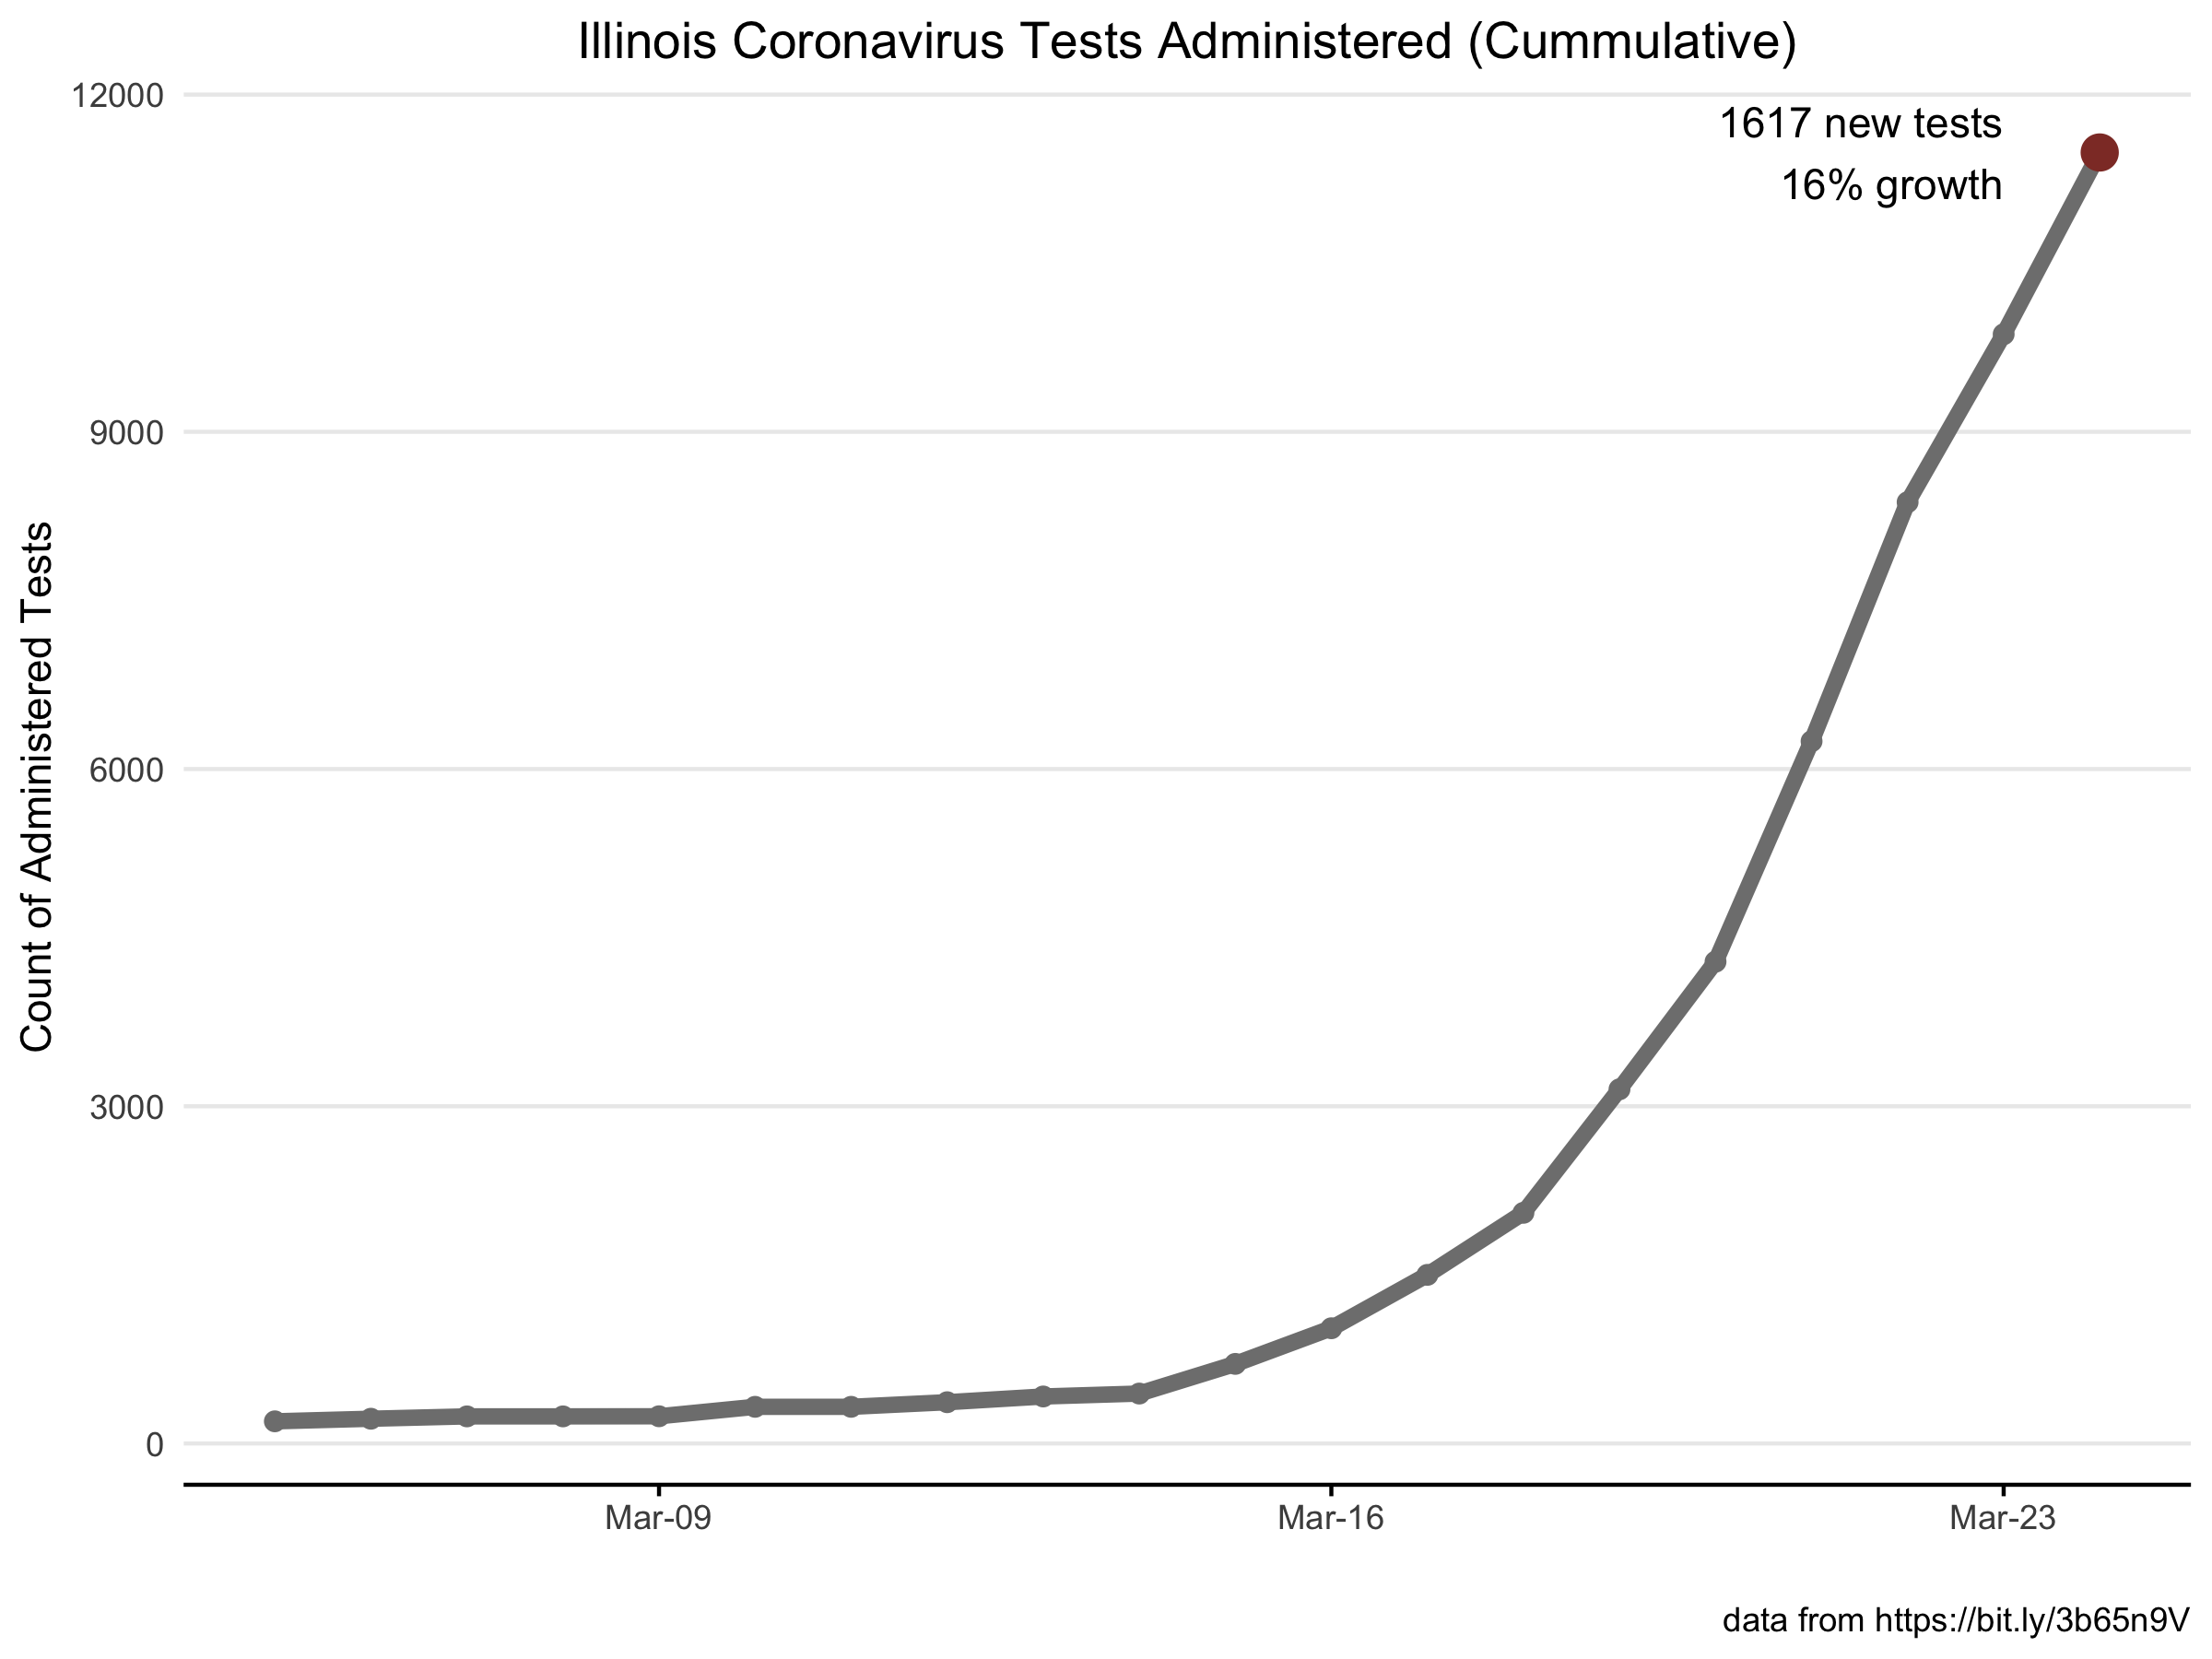 Illinois Coronavirus Tests Administered (Cummulative)
12000
1617 new tests
16% growth
9000
6000
3000
0
Count of Administered Tests
Mar-09
Mar-16
Mar-23
data from https://bit.ly/3b65n9V